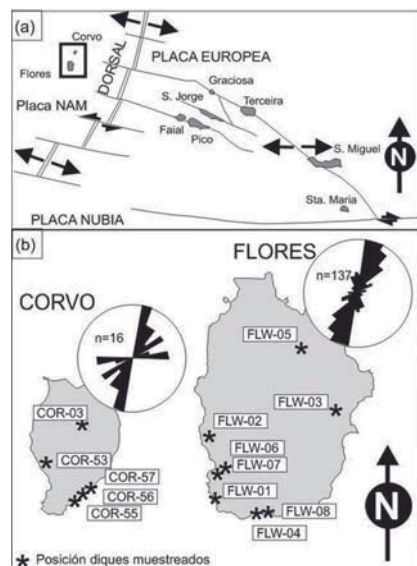 (a)
Corvo
Flores
DORSAL
PLACA EUROPEA
Graciosa
S. Jorge
Terceira
Placa NAM
Faial
Pico
S. Miguel
N
Sta. Maria
PLACA NUBIA
(b)
FLORES
CORVO
n=137
n=16
FLW-05
COR-03
FLW-03
FLW-02
COR-53
FLW-06
COR-57
FLW-07
COR-56
FLW-01
COR-55
FLW-08
FLW-04
N
* Posición diques muestreados